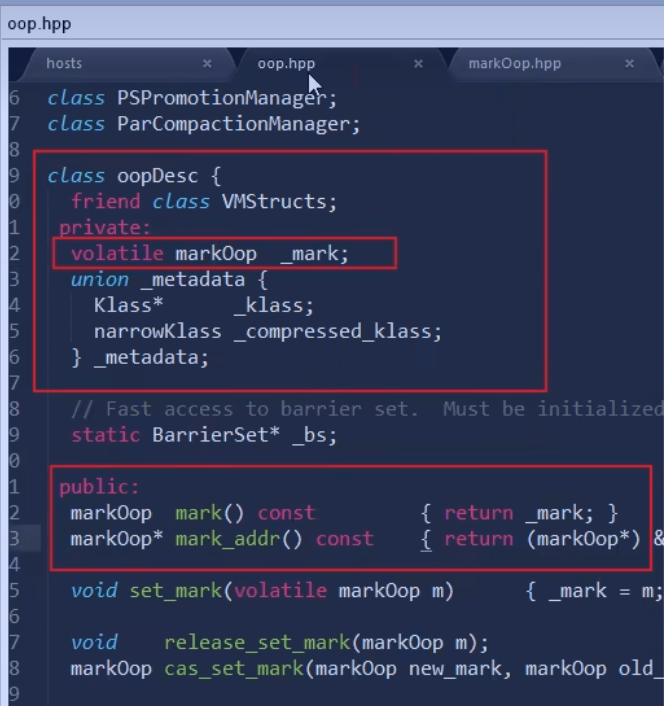 oop.hpp
hosts × oop.hpp × markOop.hpp ×
6 class PSPromotionManager;
7 class ParCompactionManager;
8
9 class oopDesc {
0 friend class VMStructs;
1 private:
2 volatile markOop _mark;
3 union _metadata {
4 Klass* _klass;
5 narrowKlass _compressed_klass;
6 } _metadata;
7
8 // Fast access to barrier set. Must be initialized
9 static BarrierSet* _bs;
0
1 public:
2 markOop mark() const { return _mark; }
3 markOop* mark_addr() const { return (markOop*) &
4
5 void set_mark(volatile markOop m) { _mark = m;
6
7 void release_set_mark(markOop m);
8 markOop cas_set_mark(markOop new_mark, markOop old_
9